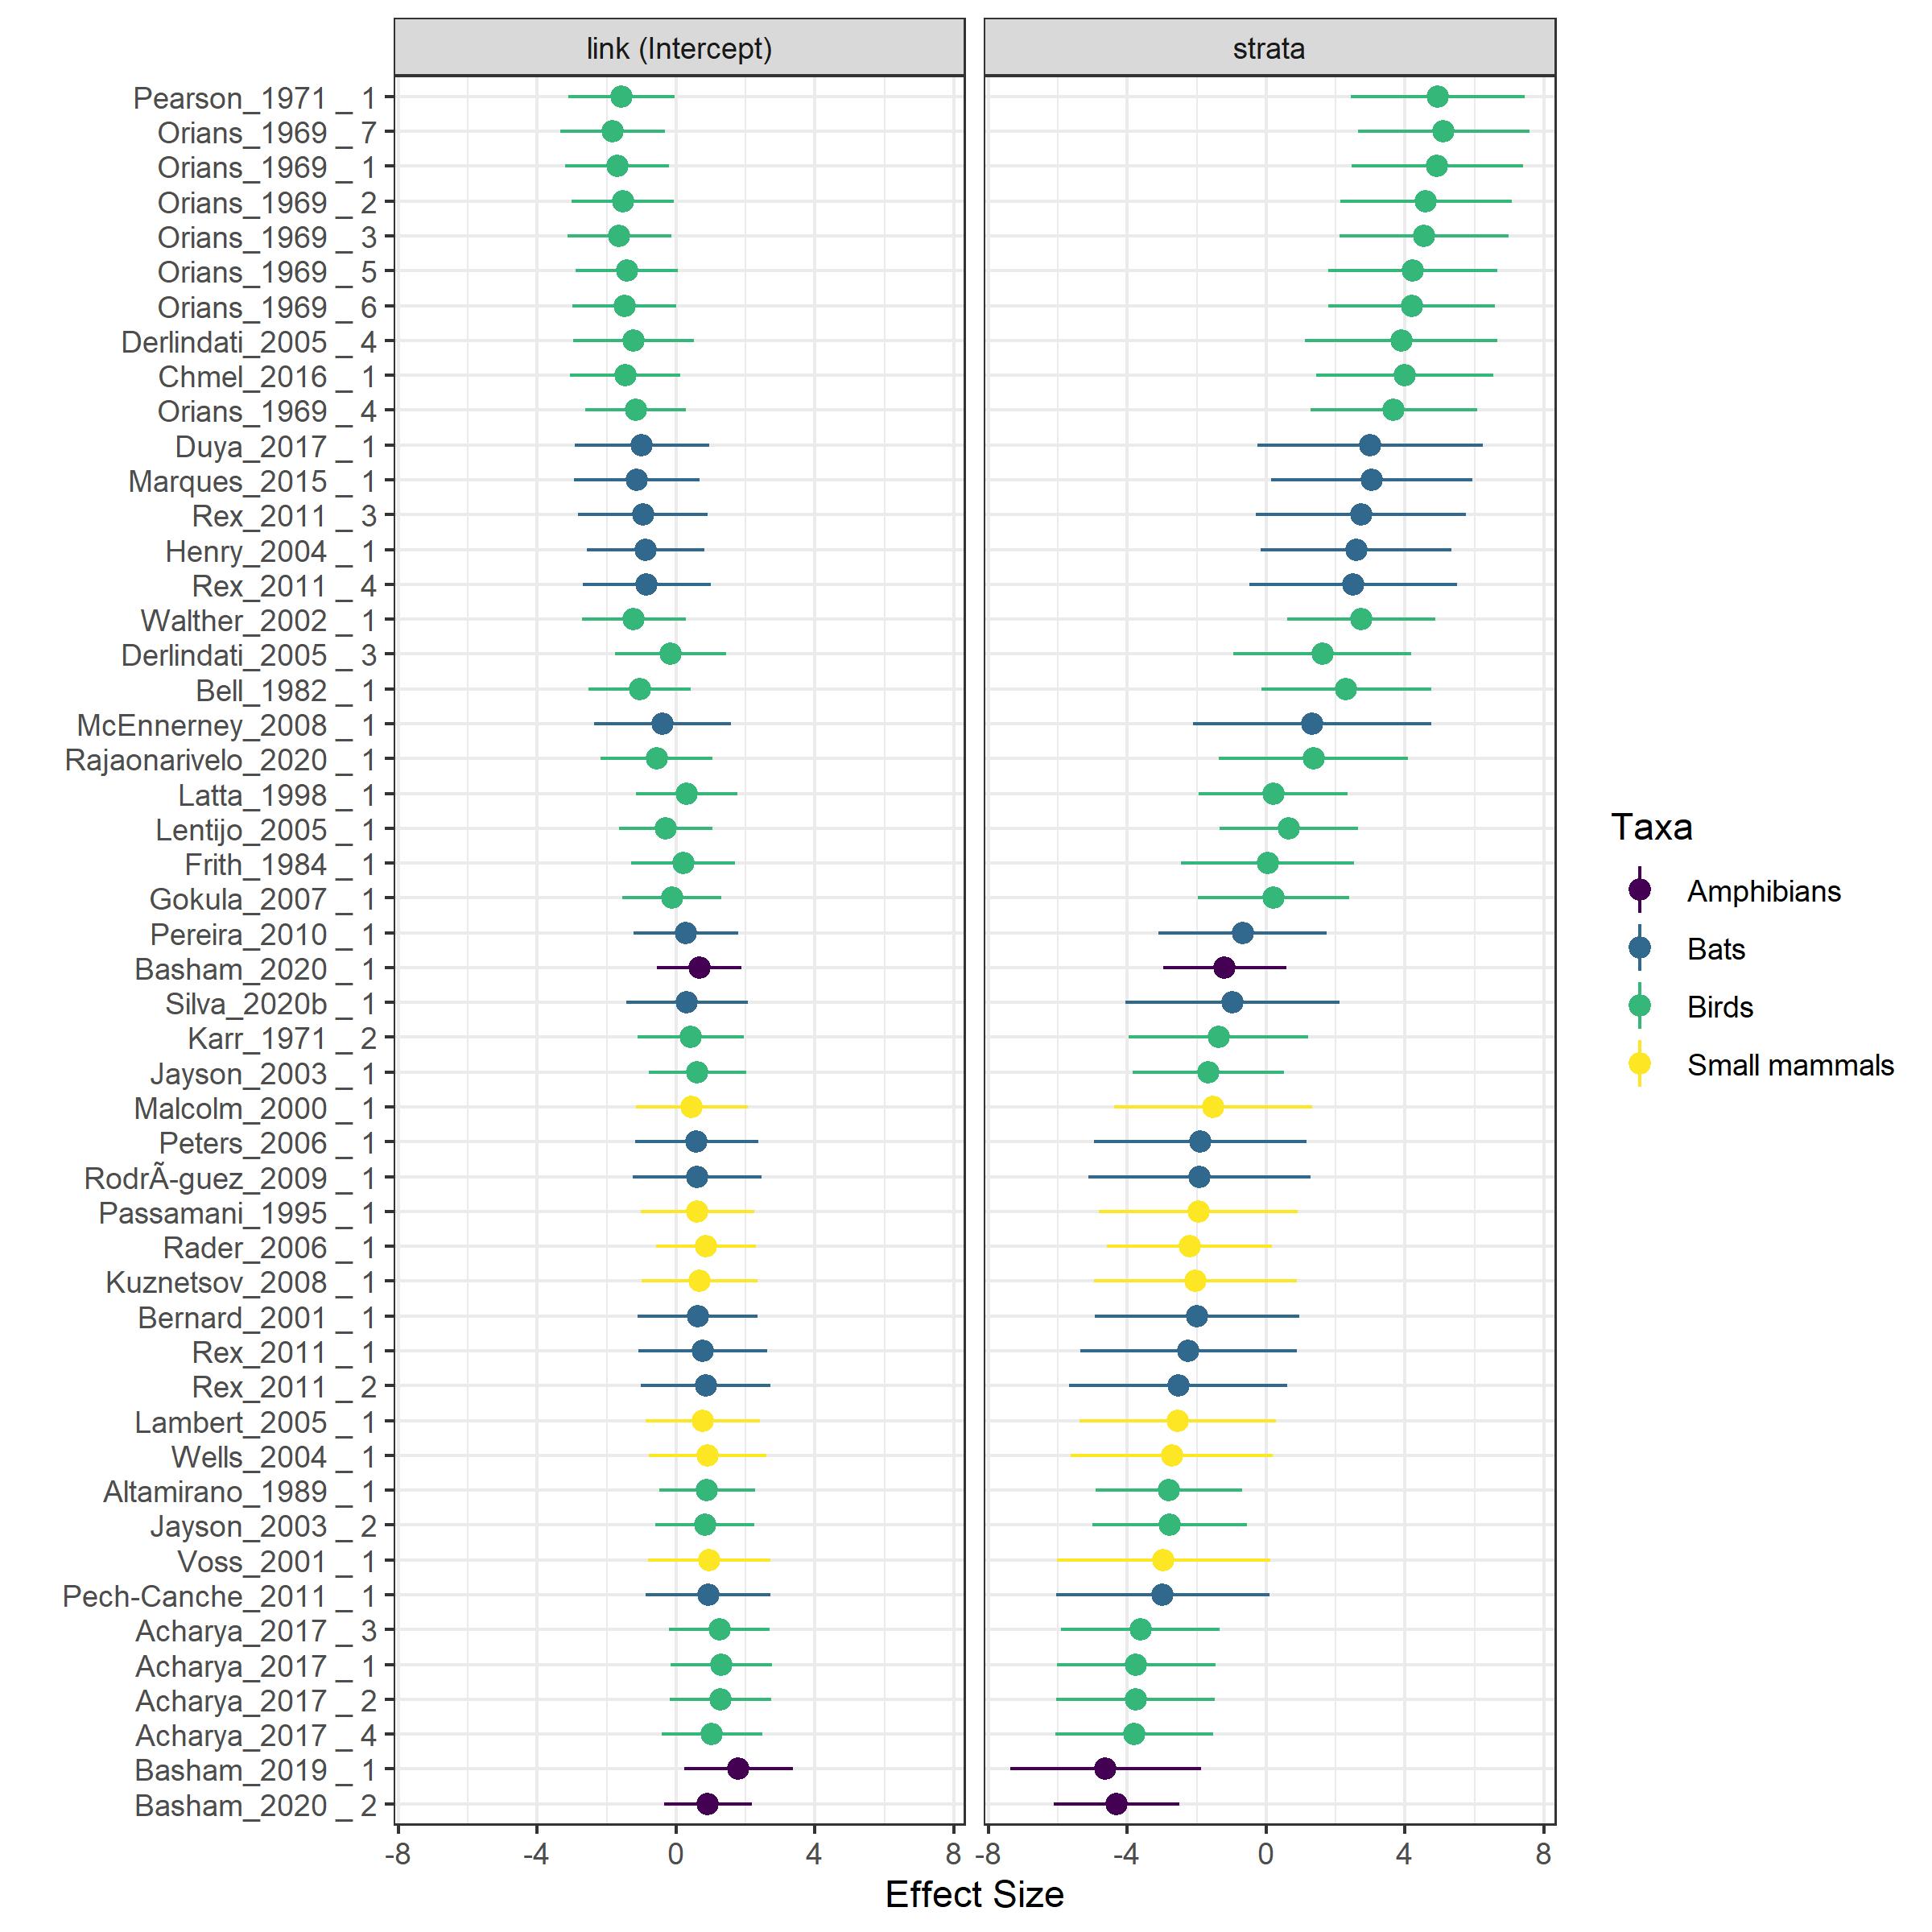 link (Intercept)
strata
Pearson_1971 _ 1
Orians_1969 _ 7
Orians_1969 _ 1
Orians_1969 _ 2
Orians_1969 _ 3
Orians_1969 _ 5
Orians_1969 _ 6
Derlindati_2005 _ 4
Chmel_2016 _ 1
Orians_1969 _ 4
Duya_2017 _ 1
Marques_2015 _ 1
Rex_2011 _ 3
Henry_2004 _ 1
Rex_2011 _ 4
Walther_2002 _ 1
Derlindati_2005 _ 3
Bell_1982 _ 1
McEnnerney_2008 _ 1
Rajaonarivelo_2020 _ 1
Latta_1998 _ 1
Lentijo_2005 _ 1
Frith_1984 _ 1
Gokula_2007 _ 1
Pereira_2010 _ 1
Basham_2020 _ 1
Silva_2020b _ 1
Karr_1971 _ 2
Jayson_2003 _ 1
Malcolm_2000 _ 1
Peters_2006 _ 1
RodrÃ-guez_2009 _ 1
Passamani_1995 _ 1
Rader_2006 _ 1
Kuznetsov_2008 _ 1
Bernard_2001 _ 1
Rex_2011 _ 1
Rex_2011 _ 2
Lambert_2005 _ 1
Wells_2004 _ 1
Altamirano_1989 _ 1
Jayson_2003 _ 2
Voss_2001 _ 1
Pech-Canche_2011 _ 1
Acharya_2017 _ 3
Acharya_2017 _ 1
Acharya_2017 _ 2
Acharya_2017 _ 4
Basham_2019 _ 1
Basham_2020 _ 2
-8 -4 0 4 8
-8 -4 0 4 8
Effect Size
Taxa
Amphibians
Bats
Birds
Small mammals